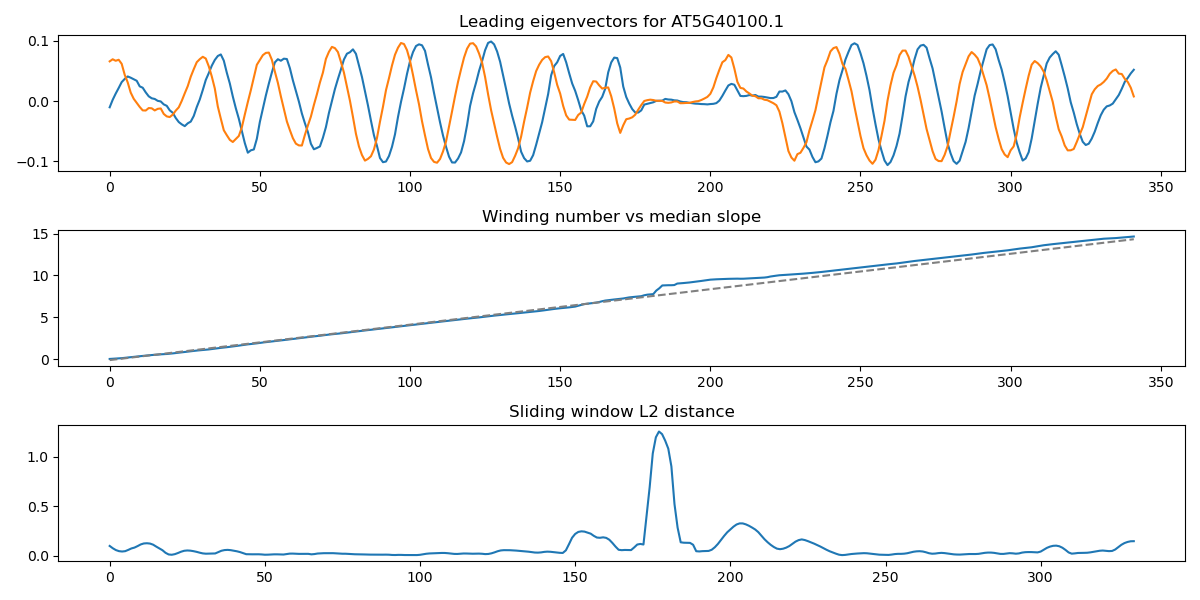 Leading eigenvectors for AT5G40100.1
0.1
0.0
−0.1
0 50 100 150 200 250 300 350
Winding number vs median slope
15
10
5
0
0 50 100 150 200 250 300 350
Sliding window L2 distance
1.0
0.5
0.0
0 50 100 150 200 250 300